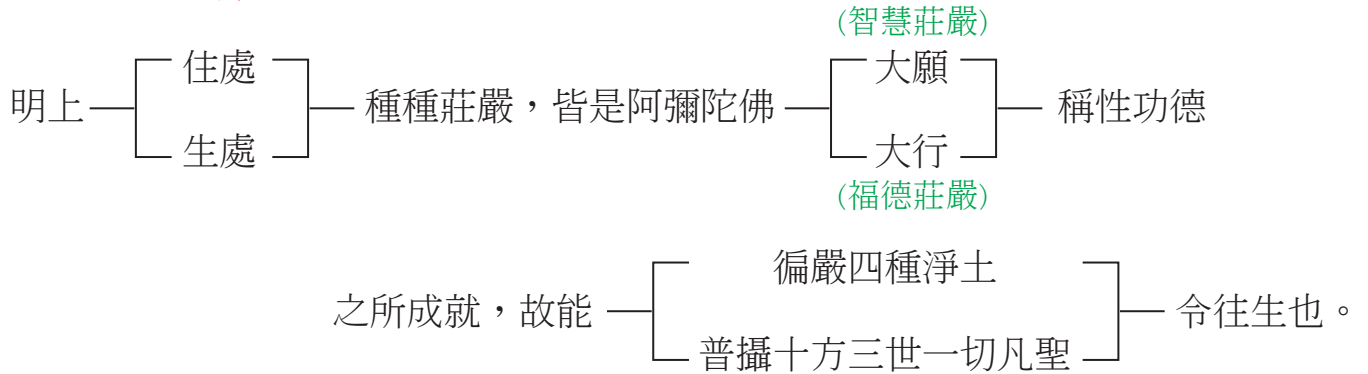 (智慧莊嚴)
住處 大願
明上 種種莊嚴，皆是阿彌陀佛 稱性功德
生處 大行
(福德莊嚴)
徧嚴四種淨土
之所成就，故能 令往生也。
普攝十方三世一切凡聖